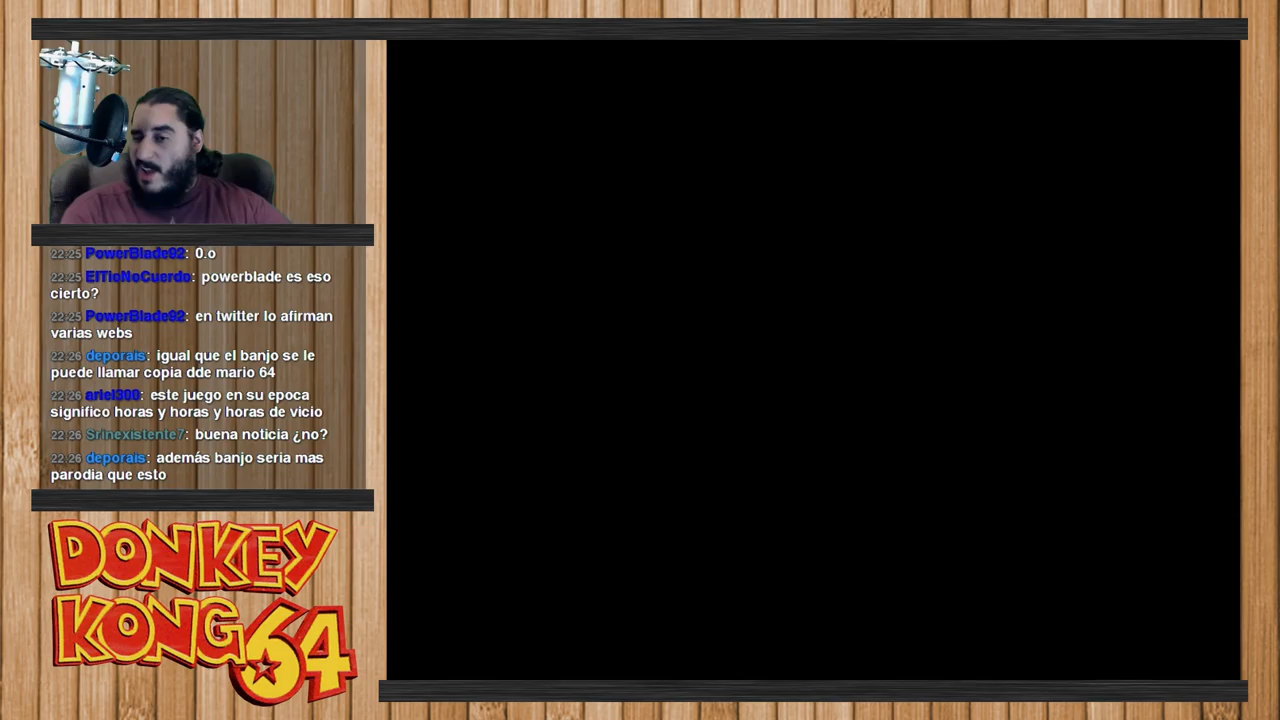 22:25 PowerBlade92: 0.o
22:25 ElTioNoCuerdo: powerblade es eso
cierto?
22:25 PowerBlade92: en twitter lo afirman
varias webs
22:26 deporais: igual que el banjo se le
puede llamar copia dde mario 64
22:26 ariel300: este juego en su epoca
significo horas y horas y horas de vicio
22:26 Srinexistente7: buena noticia ¿no?
22:26 deporais: además banjo seria mas
parodia que esto
DONKEY
KONG 64